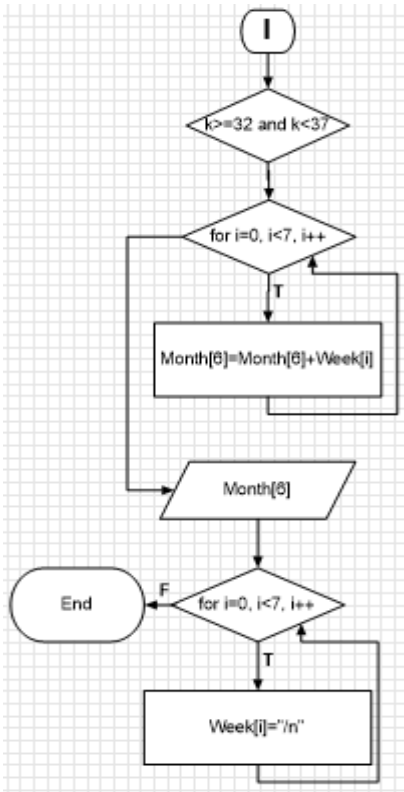 I
k>=32 and k<37
for i=0, i<7, i++
T
Month[6]=Month[6]+Week[i]
Month[6]
for i=0, i<7, i++
F
End
T
Week[i]="/n"